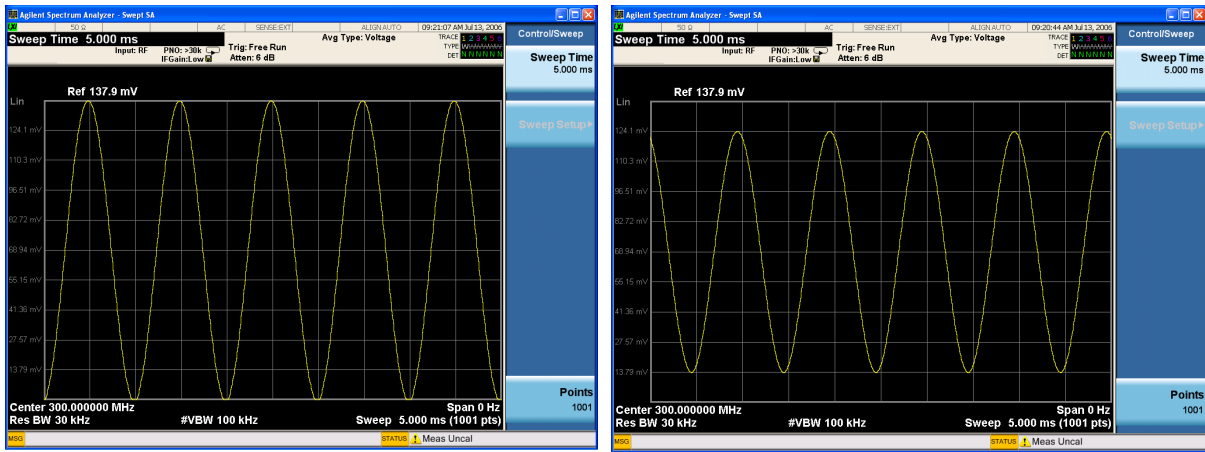 Agilent Spectrum Analyzer - Swept SA
50 Ω AC SENSE:EXT ALIGN AUTO 09:21:07 AM Jul 13, 2006
Sweep Time 5.000 ms
Input: RF PNO: >30k Trig: Free Run Avg Type: Voltage TRACE 1 2 3 4 5 6
IFGain:Low Atten: 6 dB TYPE
DET N N N N N N
Ref 137.9 mV
Lin
124.1 mV
110.3 mV
96.51 mV
82.72 mV
68.94 mV
55.15 mV
41.36 mV
27.57 mV
13.79 mV
Center 300.000000 MHz Span 0 Hz
Res BW 30 kHz #VBW 100 kHz Sweep 5.000 ms (1001 pts)
MSG STATUS Meas Uncal
Control/Sweep
Sweep Time
5.000 ms
Sweep Setup
Points
1001
Agilent Spectrum Analyzer - Swept SA
50 Ω AC SENSE:EXT ALIGN AUTO 09:20:44 AM Jul 13, 2006
Sweep Time 5.000 ms
Input: RF PNO: >30k Trig: Free Run Avg Type: Voltage TRACE 1 2 3 4 5 6
IFGain:Low Atten: 6 dB TYPE
DET N N N N N N
Ref 137.9 mV
Lin
124.1 mV
110.3 mV
96.51 mV
82.72 mV
68.94 mV
55.15 mV
41.36 mV
27.57 mV
13.79 mV
Center 300.000000 MHz Span 0 Hz
Res BW 30 kHz #VBW 100 kHz Sweep 5.000 ms (1001 pts)
MSG STATUS Meas Uncal
Control/Sweep
Sweep Time
5.000 ms
Sweep Setup
Points
1001